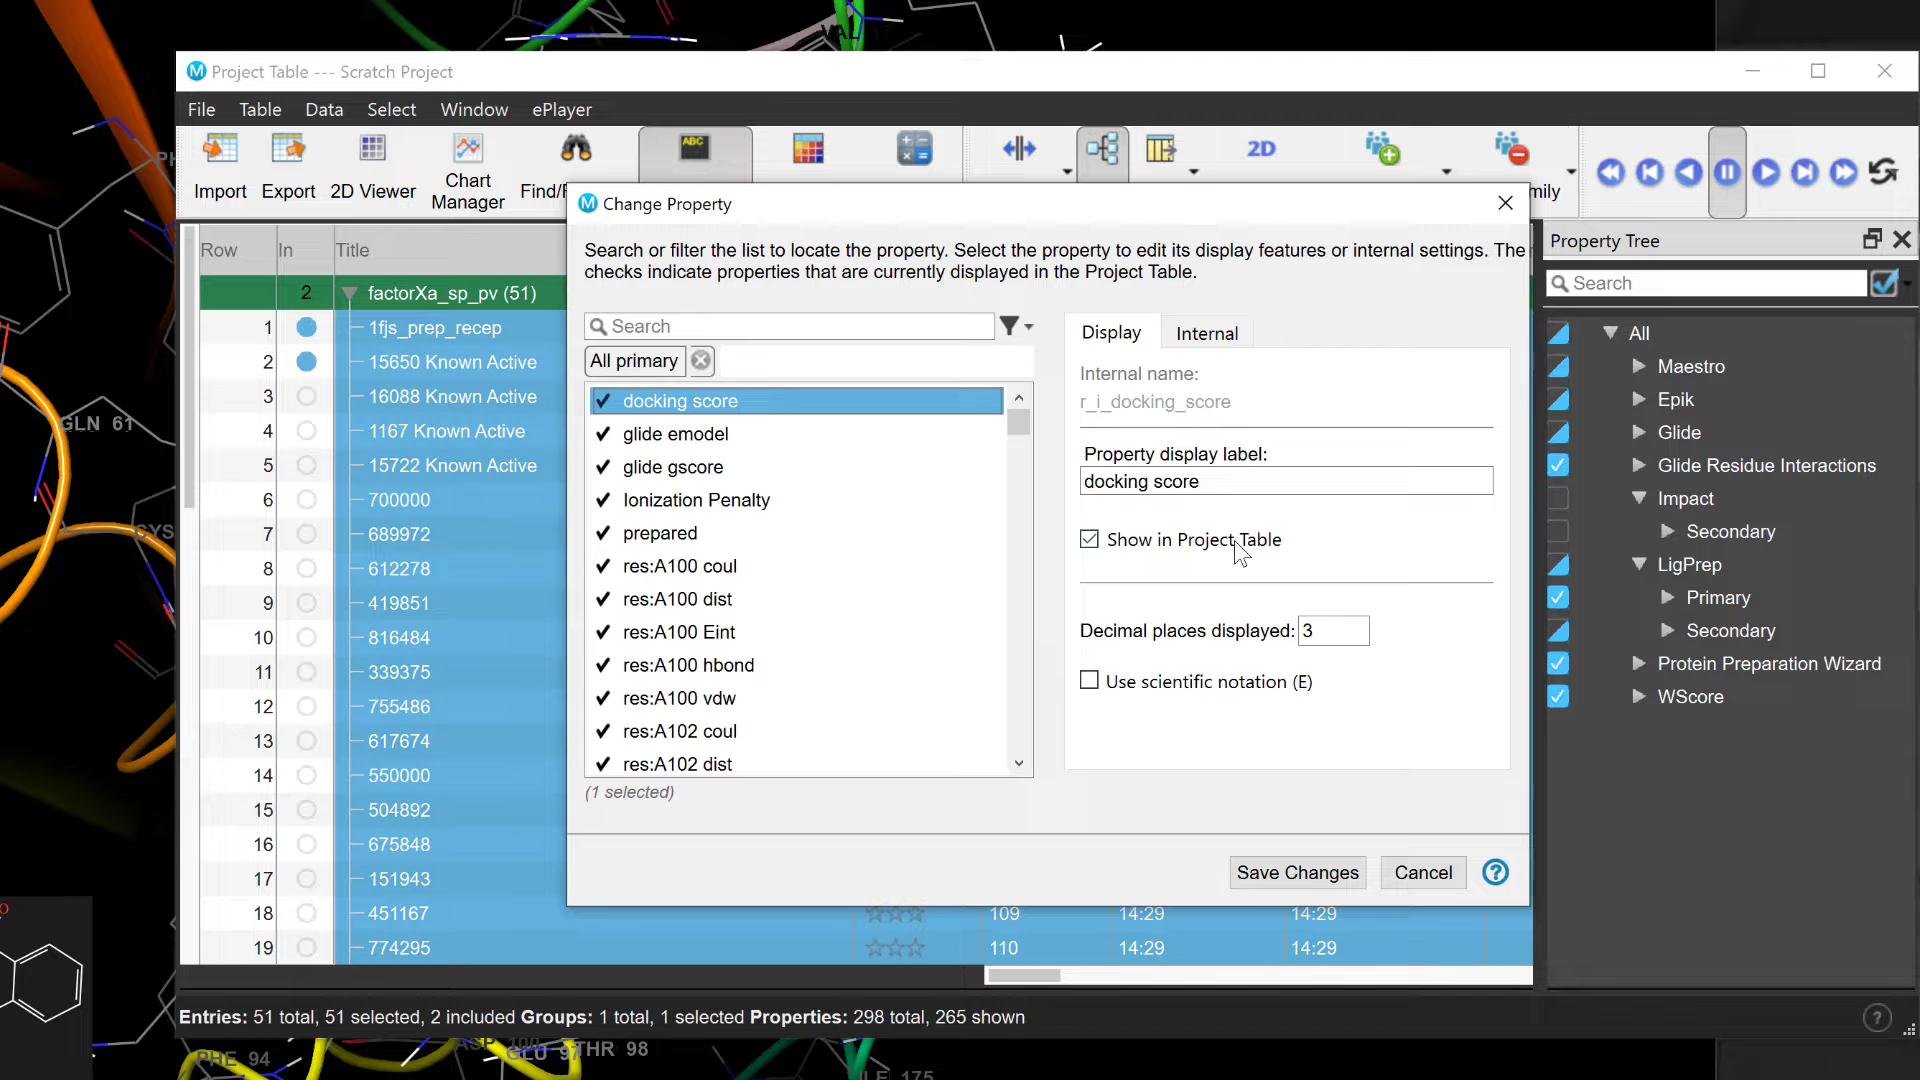 VAL
Project Table --- Scratch Project
File Table Data Select Window ePlayer
ABC
2D
Import Export 2D Viewer Chart Manager Find/ mily
Change Property
Row In Title
Search or filter the list to locate the property. Select the property to edit its display features or internal settings. The
checks indicate properties that are currently displayed in the Project Table.
Property Tree
Search
2 factorXa_sp_pv (51)
1 1fjs_prep_recep
2 15650 Known Active
3 16088 Known Active
4 1167 Known Active
5 15722 Known Active
6 700000
7 689972
8 612278
9 419851
10 816484
11 339375
12 755486
13 617674
14 550000
15 504892
16 675848
17 151943
18 451167
19 774295
Search
All primary
docking score
glide emodel
glide gscore
Ionization Penalty
prepared
res:A100 coul
res:A100 dist
res:A100 Eint
res:A100 hbond
res:A100 vdw
res:A102 coul
res:A102 dist
(1 selected)
Display Internal
Internal name:
r_i_docking_score
Property display label:
docking score
Show in Project Table
Decimal places displayed: 3
Use scientific notation (E)
Save Changes Cancel ?
109 14:29 14:29
110 14:29 14:29
All
Maestro
Epik
Glide
Glide Residue Interactions
Impact
Secondary
LigPrep
Primary
Secondary
Protein Preparation Wizard
WScore
Entries: 51 total, 51 selected, 2 included Groups: 1 total, 1 selected Properties: 298 total, 265 shown
?
GLN 61
CYS
PHE 94
GLU 97
THR 98
ILE 175